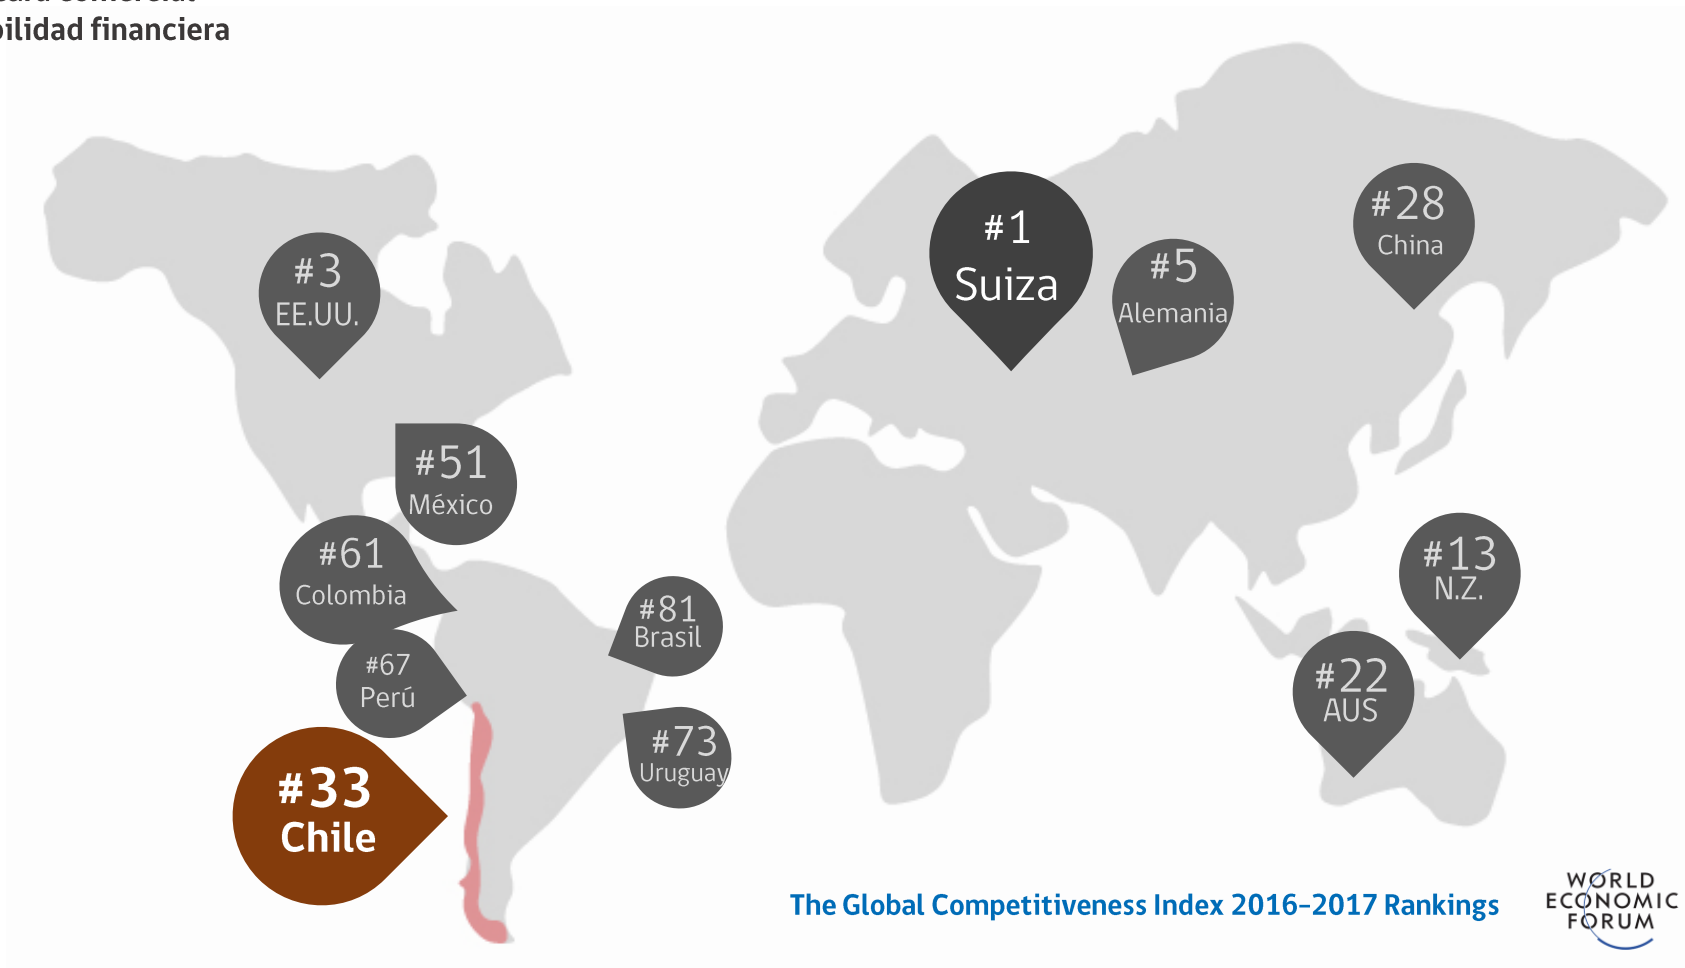 bilidad financiera
#1
Suiza
#28
China
#3
EE.UU.
#5
Alemania
#51
México
#61
Colombia
#13
N.Z.
#81
Brasil
#67
Perú
#22
AUS
#73
Uruguay
#33
Chile
The Global Competitiveness Index 2016–2017 Rankings
WORLD
ECONOMIC
FORUM